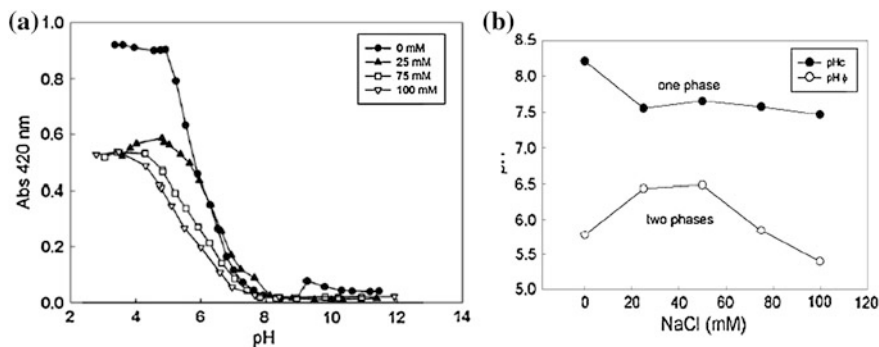 (a)
1.0
0.8
0.6
0.4
0.2
0.0
Abs 420 nm
0 mM
25 mM
75 mM
100 mM
2 4 6 8 10 12 14
pH
(b)
8.5
8.0
7.5
7.0
6.5
6.0
5.5
5.0
pH
pHc
pHϕ
one phase
two phases
0 20 40 60 80 100 120
NaCl (mM)